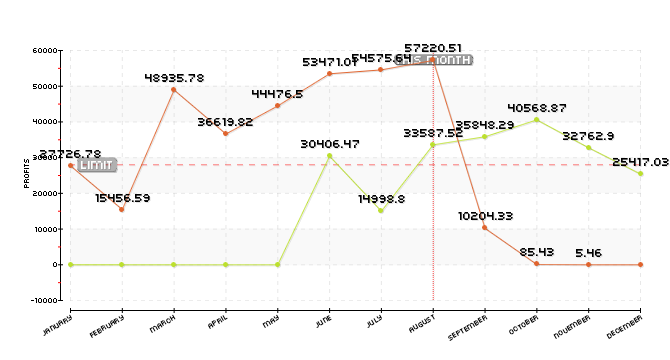 57220.51
60000
53471.01
54575.64
THIS MONTH
48935.78
50000
44476.5
40568.87
40000
36619.82
35848.29
33587.52
32762.9
30406.47
30000
27726.78
LIMIT
25417.03
PROFITS
20000
15456.59
14998.8
10204.33
10000
85.43
5.46
0
-10000
JANUARY
FEBRUARY
MARCH
APRIL
MAY
JUNE
JULY
AUGUST
SEPTEMBER
OCTOBER
NOVEMBER
DECEMBER